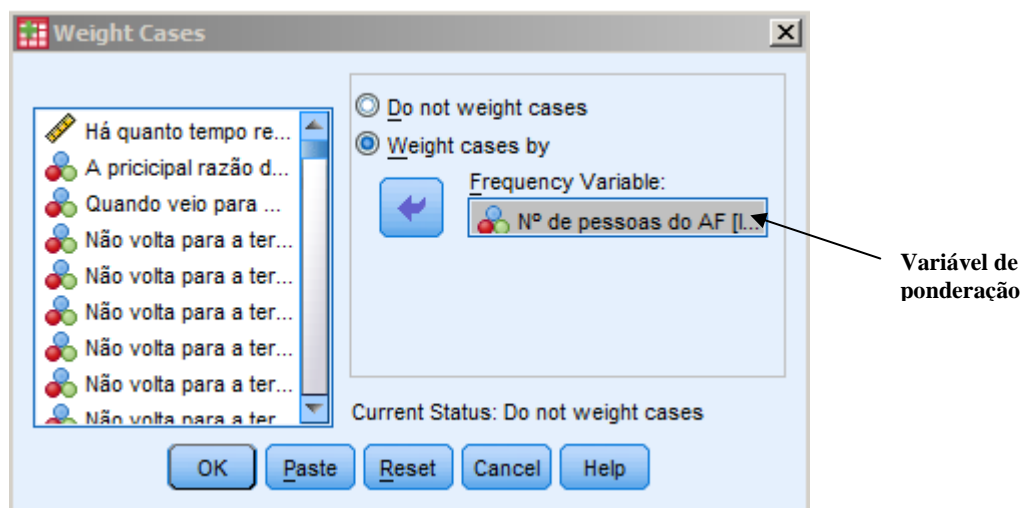 Weight Cases
Há quanto tempo re...
A pricicipal razão d...
Quando veio para ...
Não volta para a ter...
Não volta para a ter...
Não volta para a ter...
Não volta para a ter...
Não volta para a ter...
Não volta para a ter
Do not weight cases
Weight cases by
Frequency Variable:
Nº de pessoas do AF [I...
Current Status: Do not weight cases
OK
Paste
Reset
Cancel
Help
Variável de
ponderação